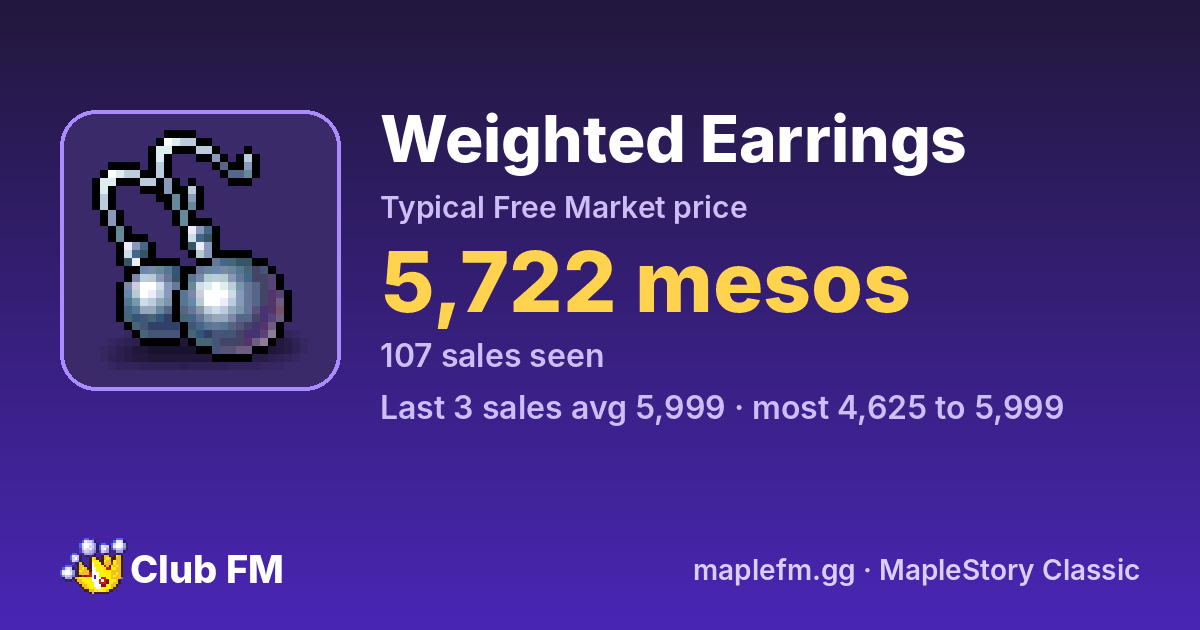 Weighted Earrings
Typical Free Market price
5,722 mesos
107 sales seen
Last 3 sales avg 5,999 · most 4,625 to 5,999
Club FM
maplefm.gg · MapleStory Classic